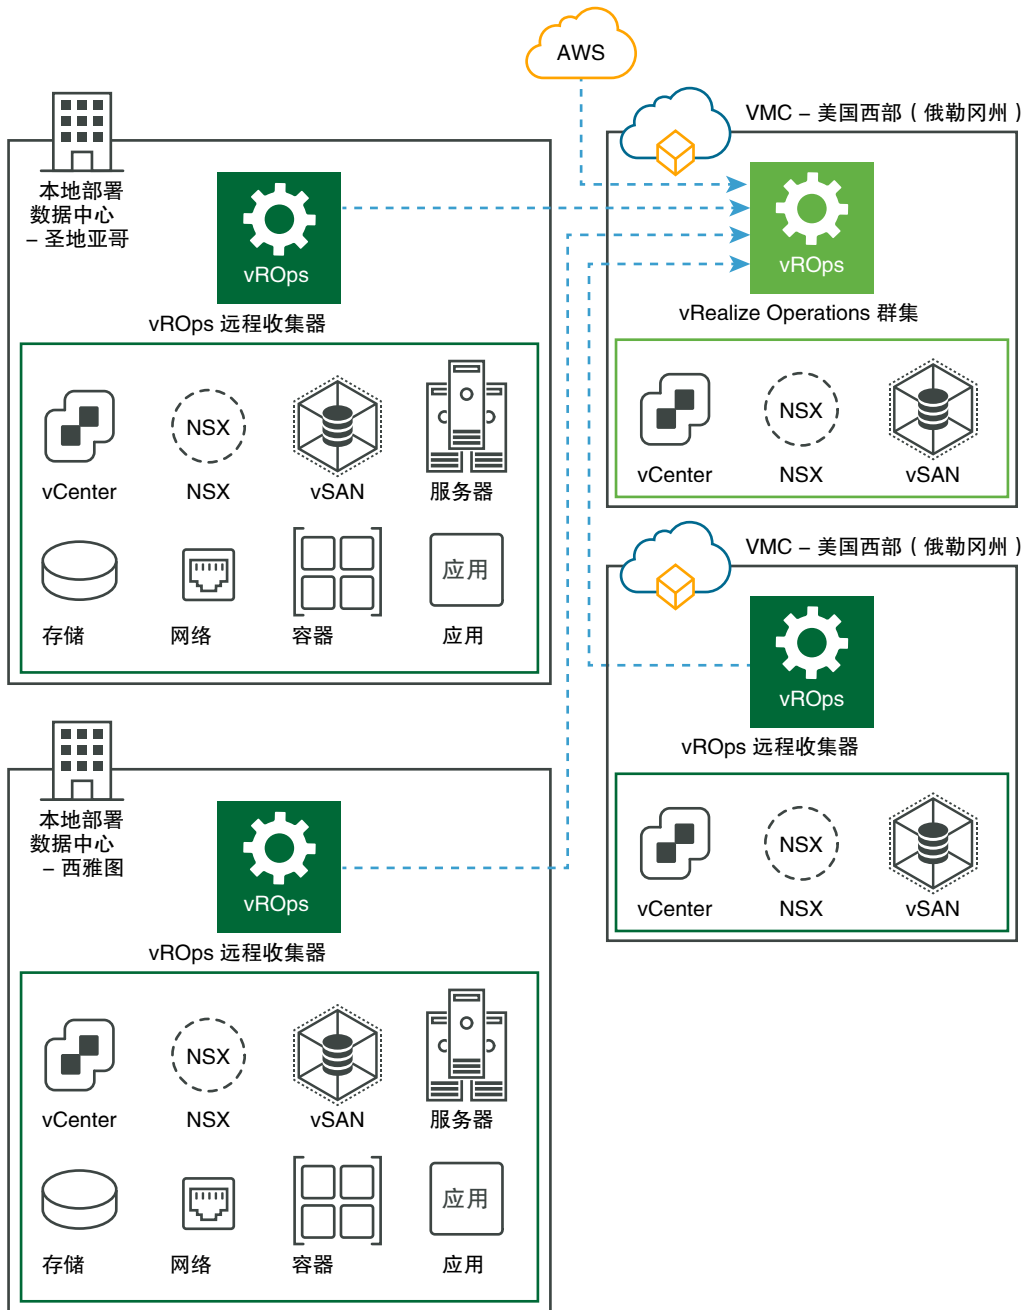 AWS
VMC – 美国西部（俄勒冈州）
本地部署
数据中心
– 圣地亚哥
vROps
vROps 远程收集器
NSX
vCenter
NSX
vSAN
服务器
应用
存储
网络
容器
应用
vROps
vRealize Operations 群集
NSX
vCenter
NSX
vSAN
VMC – 美国西部（俄勒冈州）
vROps
vROps 远程收集器
NSX
vCenter
NSX
vSAN
本地部署
数据中心
– 西雅图
vROps
vROps 远程收集器
NSX
vCenter
NSX
vSAN
服务器
应用
存储
网络
容器
应用